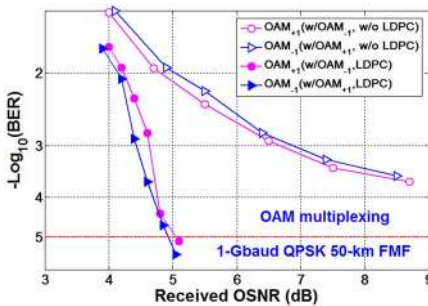 OAM+1(w/OAM-1, w/o LDPC)
OAM-1(w/OAM+1, w/o LDPC)
OAM+1(w/OAM-1,LDPC)
OAM-1(w/OAM+1,LDPC)
-Log10(BER)
2
3
4
5
OAM multiplexing
1-Gbaud QPSK 50-km FMF
3 4 5 6 7 8 9
Received OSNR (dB)